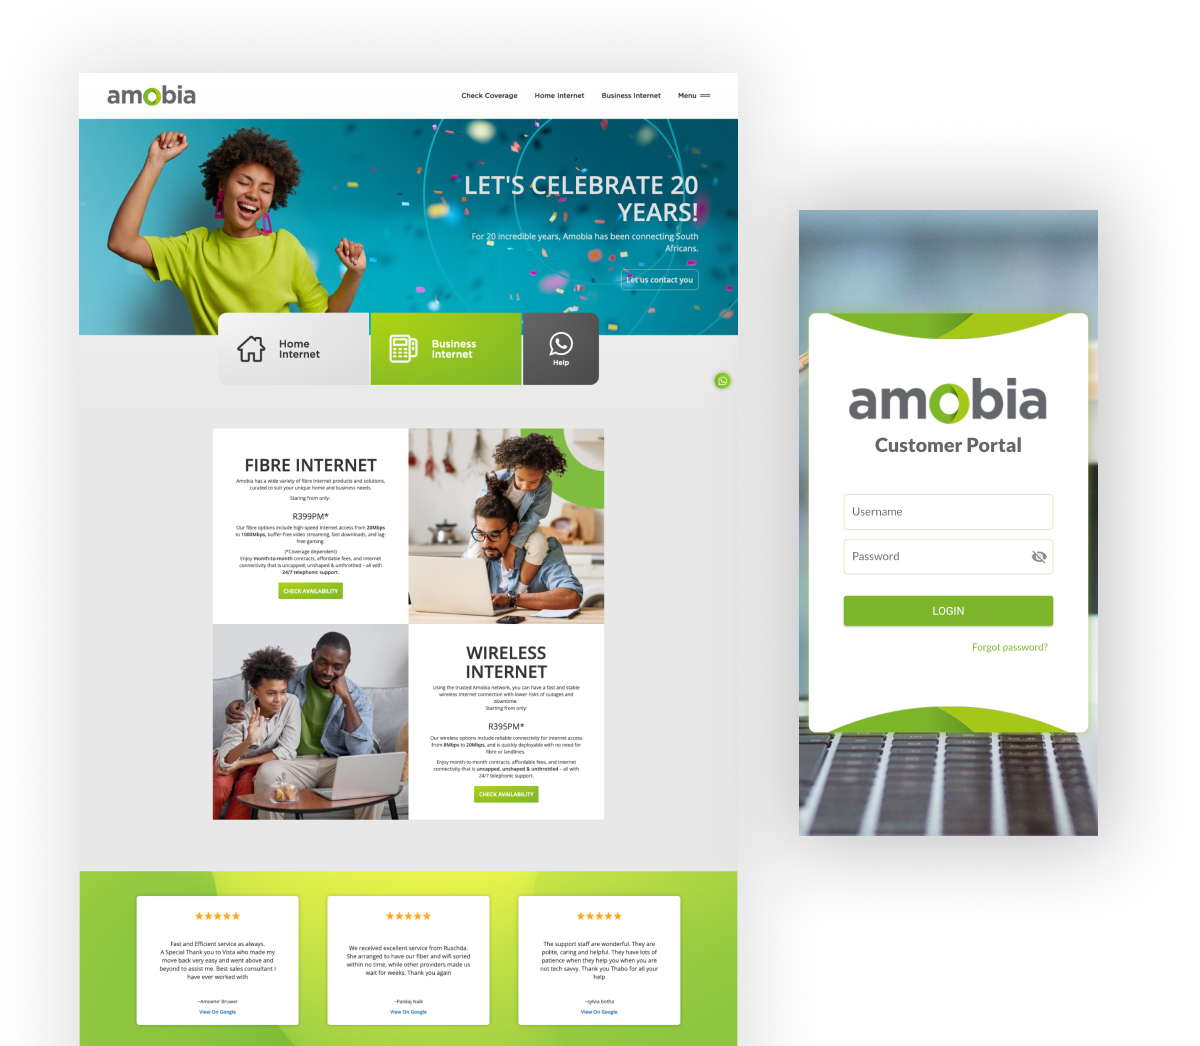 amobia
Check Coverage
Home Internet
Business Internet
Menu
LET'S CELEBRATE 20
YEARS!
For 20 incredible years, Amobia has been connecting South
Africans.
Let us contact you
Home
Internet
Business
Internet
Help
FIBRE INTERNET
Amobia has a wide variety of fibre internet products and solutions,
curated to suit your unique home and business needs.
Staring from only:
R399PM*
Our fibre options include high-speed internet access from 20Mbps
to 1000Mbps, buffer-free video streaming, fast downloads, and lag-
free gaming.
(*Coverage dependent)
Enjoy month-to-month contracts, affordable fees, and internet
connectivity that is uncapped, unshaped & unthrottled – all with
24/7 telephonic support.
CHECK AVAILABILITY
WIRELESS
INTERNET
Using the trusted Amobia network, you can have a fast and stable
wireless internet connection with lower risks of outages and
downtime.
Starting from only:
R395PM*
Our wireless options include reliable connectivity for internet access
from 8Mbps to 20Mbps, and is quickly deployable with no need for
fibre or landlines.
Enjoy month-to-month contracts, affordable fees, and internet
connectivity that is uncapped, unshaped & unthrottled – all with
24/7 telephonic support.
CHECK AVAILABILITY
Fast and Efficient service as always.
A Special Thank you to Vista who made my
move back very easy and went above and
beyond to assist me. Best sales consultant I
have ever worked with
~Ameene' Bruwer
View On Google
We received excellent service from Ruschda.
She arranged to have our fiber and wifi sorted
within no time, while other providers made us
wait for weeks. Thank you again
~Pankaj Naik
View On Google
The support staff are wonderful. They are
polite, caring and helpful. They have lots of
patience when they help you when you are
not tech savvy. Thank you Thabo for all your
help
~sylvia botha
View On Google
amobia
Customer Portal
Username
Password
LOGIN
Forgot password?